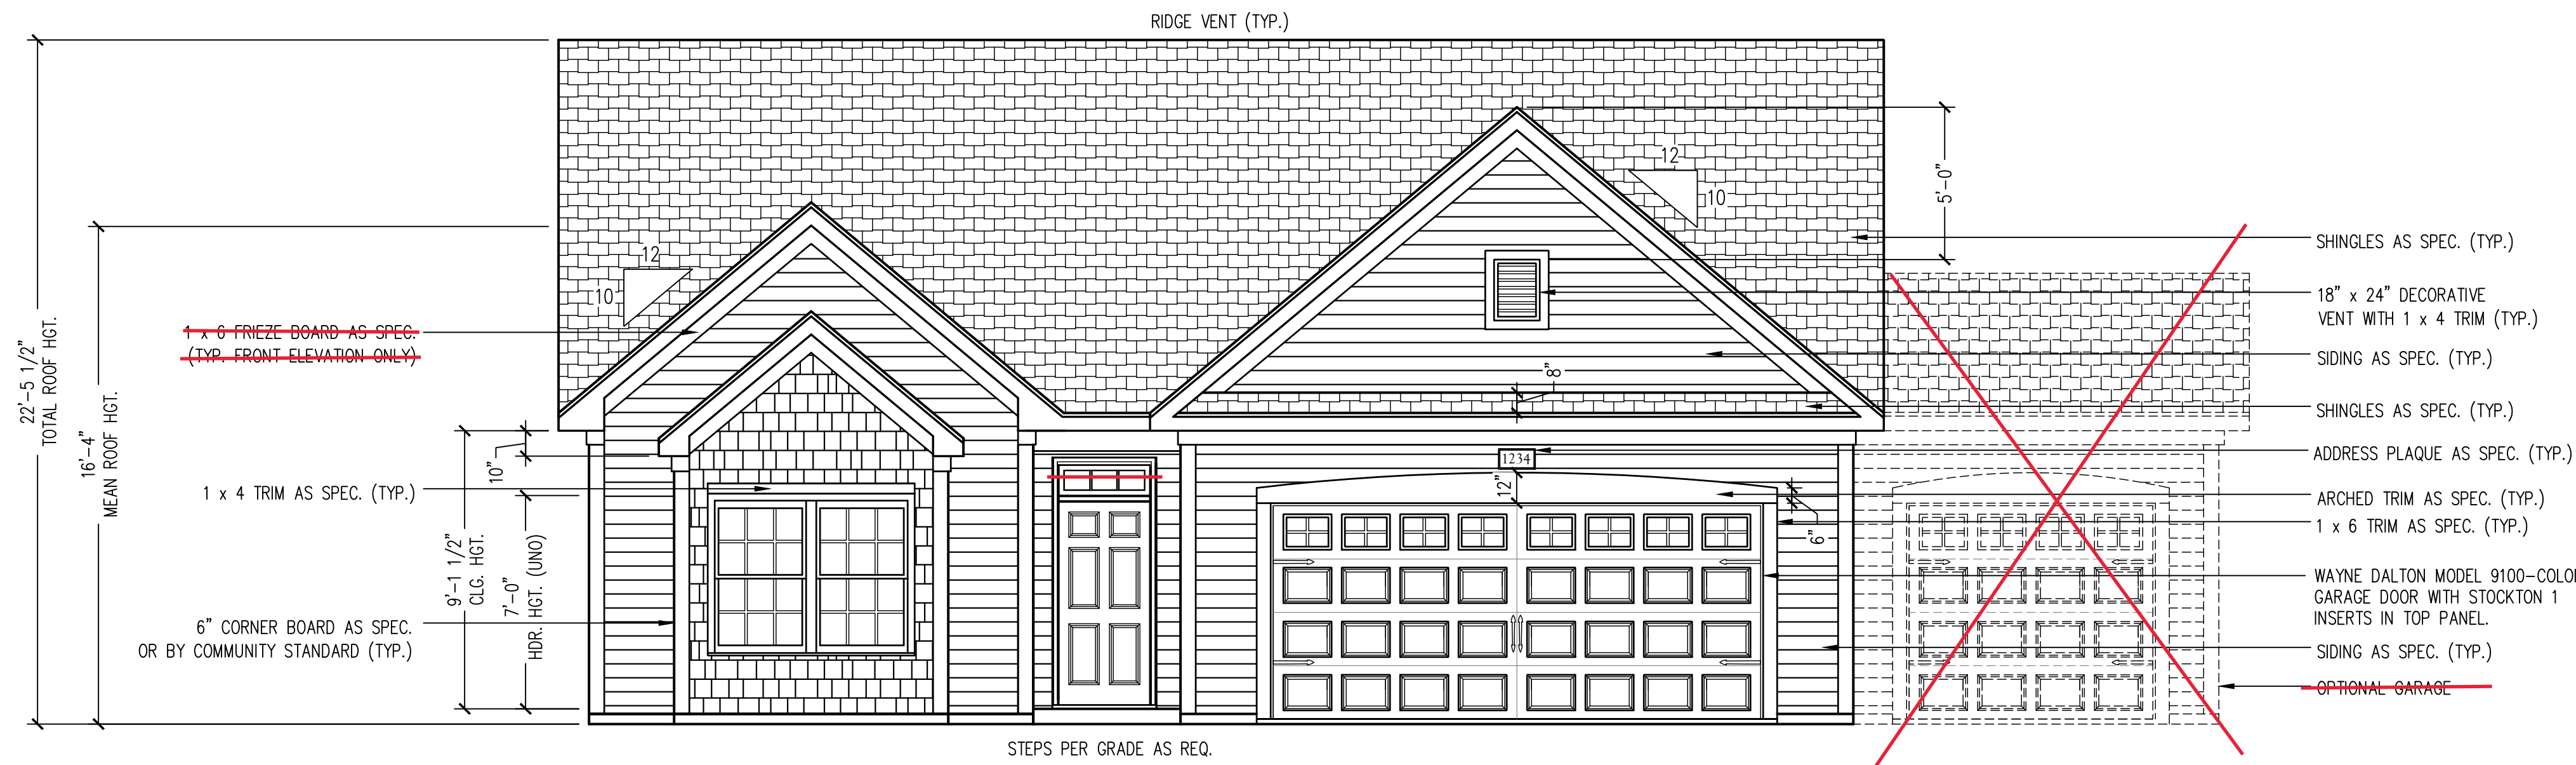 RIDGE VENT (TYP.)
22'-5 1/2"
TOTAL ROOF HGT.
16'-4"
MEAN ROOF HGT.
1 x 6 FRIEZE BOARD AS SPEC.
(TYP. FRONT ELEVATION ONLY)
1 x 4 TRIM AS SPEC. (TYP.)
6" CORNER BOARD AS SPEC.
OR BY COMMUNITY STANDARD (TYP.)
9'-1 1/2"
CLG. HGT.
10"
7'-0"
HDR. HGT. (UNO)
12
10
12
10
5'-0"
8"
1234
12"
6"
SHINGLES AS SPEC. (TYP.)
18" x 24" DECORATIVE
VENT WITH 1 x 4 TRIM (TYP.)
SIDING AS SPEC. (TYP.)
SHINGLES AS SPEC. (TYP.)
ADDRESS PLAQUE AS SPEC. (TYP.)
ARCHED TRIM AS SPEC. (TYP.)
1 x 6 TRIM AS SPEC. (TYP.)
WAYNE DALTON MODEL 9100-COLO
GARAGE DOOR WITH STOCKTON 1
INSERTS IN TOP PANEL.
SIDING AS SPEC. (TYP.)
OPTIONAL GARAGE
STEPS PER GRADE AS REQ.